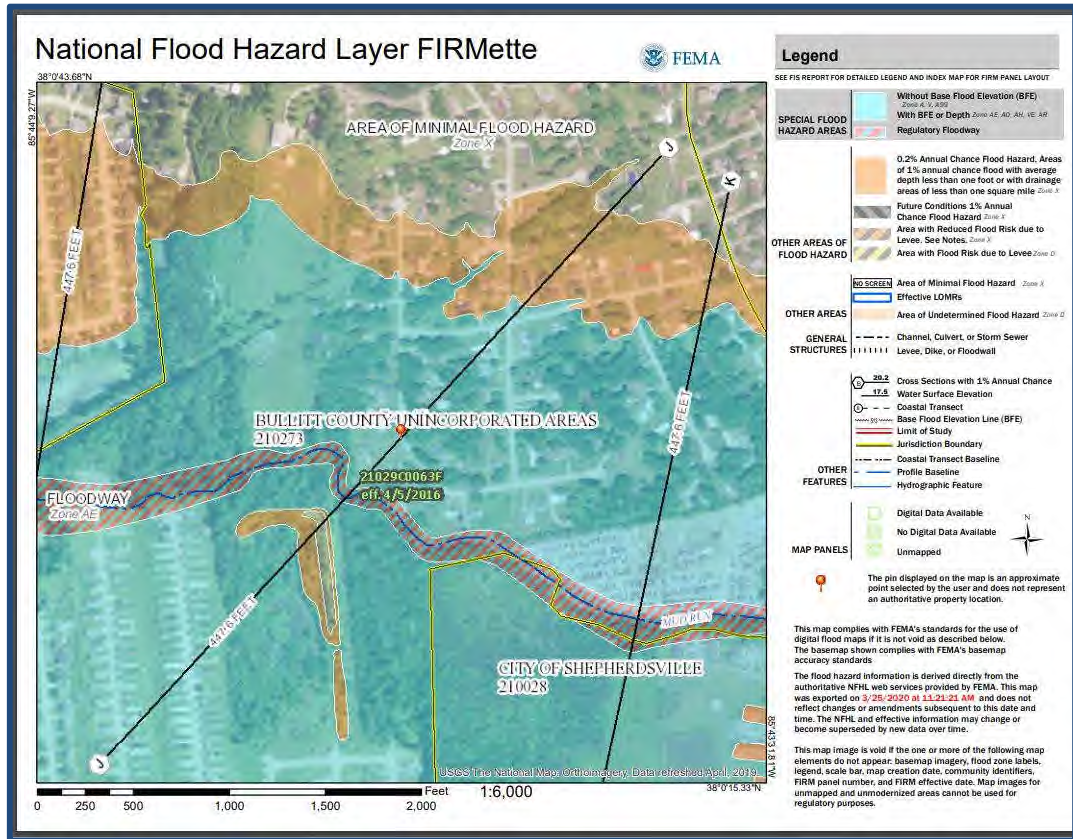 National Flood Hazard Layer FIRMette
FEMA
38°0'43.68"N
85°44'9.27"W
AREA OF MINIMAL FLOOD HAZARD
Zone X
J
K
447.6 FEET
447.6 FEET
BULLITT COUNTY UNINCORPORATED AREAS
210273
21029C0063F
eff. 4/5/2016
FLOODWAY
Zone AE
447.6 FEET
MUD RUN
CITY OF SHEPHERDSVILLE
210028
J
USGS The National Map: Orthoimagery. Data refreshed April, 2019.
38°0'15.33"N
Feet
1:6,000
0
250
500
1,000
1,500
2,000
Legend
SEE FIS REPORT FOR DETAILED LEGEND AND INDEX MAP FOR FIRM PANEL LAYOUT
SPECIAL FLOOD
HAZARD AREAS
Without Base Flood Elevation (BFE)
Zone A, V, A99
With BFE or Depth Zone AE, AO, AH, VE, AR
Regulatory Floodway
0.2% Annual Chance Flood Hazard, Areas
of 1% annual chance flood with average
depth less than one foot or with drainage
areas of less than one square mile Zone X
Future Conditions 1% Annual
Chance Flood Hazard Zone X
Area with Reduced Flood Risk due to
Levee. See Notes. Zone X
Area with Flood Risk due to Levee Zone D
OTHER AREAS OF
FLOOD HAZARD
NO SCREEN Area of Minimal Flood Hazard Zone X
Effective LOMRs
OTHER AREAS
Area of Undetermined Flood Hazard Zone D
GENERAL
STRUCTURES
Channel, Culvert, or Storm Sewer
Levee, Dike, or Floodwall
20.2
B
Cross Sections with 1% Annual Chance
17.5
Water Surface Elevation
Coastal Transect
Base Flood Elevation Line (BFE)
Limit of Study
Jurisdiction Boundary
Coastal Transect Baseline
OTHER
FEATURES
Profile Baseline
Hydrographic Feature
Digital Data Available
No Digital Data Available
MAP PANELS
Unmapped
N
The pin displayed on the map is an approximate
point selected by the user and does not represent
an authoritative property location.
This map complies with FEMA's standards for the use of
digital flood maps if it is not void as described below.
The basemap shown complies with FEMA's basemap
accuracy standards
The flood hazard information is derived directly from the
authoritative NFHL web services provided by FEMA. This map
was exported on 3/25/2020 at 11:21:21 AM and does not
reflect changes or amendments subsequent to this date and
time. The NFHL and effective information may change or
become superseded by new data over time.
This map image is void if the one or more of the following map
elements do not appear: basemap imagery, flood zone labels,
legend, scale bar, map creation date, community identifiers,
FIRM panel number, and FIRM effective date. Map images for
unmapped and unmodernized areas cannot be used for
regulatory purposes.